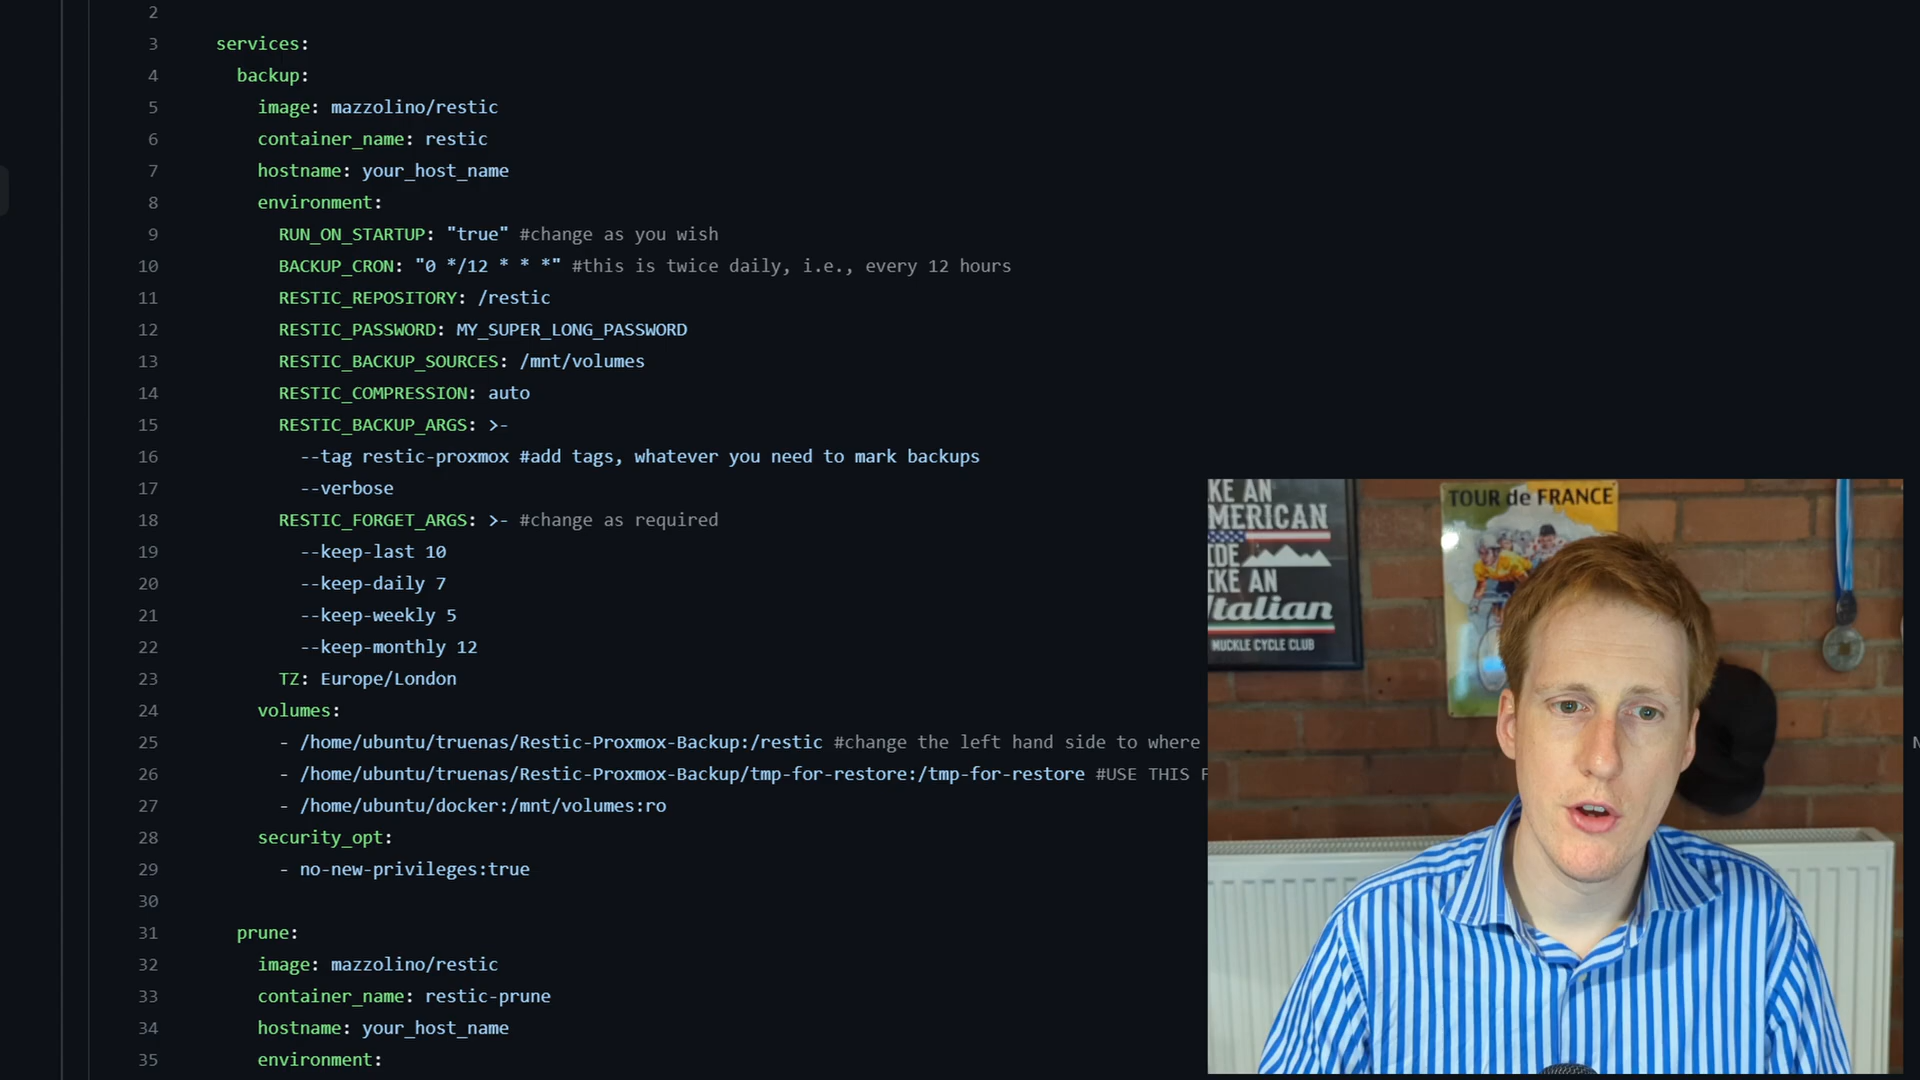 2
3 services:
4 backup:
5 image: mazzolino/restic
6 container_name: restic
7 hostname: your_host_name
8 environment:
9 RUN_ON_STARTUP: "true" #change as you wish
10 BACKUP_CRON: "0 */12 * * *" #this is twice daily, i.e., every 12 hours
11 RESTIC_REPOSITORY: /restic
12 RESTIC_PASSWORD: MY_SUPER_LONG_PASSWORD
13 RESTIC_BACKUP_SOURCES: /mnt/volumes
14 RESTIC_COMPRESSION: auto
15 RESTIC_BACKUP_ARGS: >-
16 --tag restic-proxmox #add tags, whatever you need to mark backups
17 --verbose
18 RESTIC_FORGET_ARGS: >- #change as required
19 --keep-last 10
20 --keep-daily 7
21 --keep-weekly 5
22 --keep-monthly 12
23 TZ: Europe/London
24 volumes:
25 - /home/ubuntu/truenas/Restic-Proxmox-Backup:/restic #change the left hand side to where
26 - /home/ubuntu/truenas/Restic-Proxmox-Backup/tmp-for-restore:/tmp-for-restore #USE THIS
27 - /home/ubuntu/docker:/mnt/volumes:ro
28 security_opt:
29 - no-new-privileges:true
30
31 prune:
32 image: mazzolino/restic
33 container_name: restic-prune
34 hostname: your_host_name
35 environment:
KE AN
MERICAN
IDE
IKE AN
Italian
MUCKLE CYCLE CLUB
TOUR de FRANCE